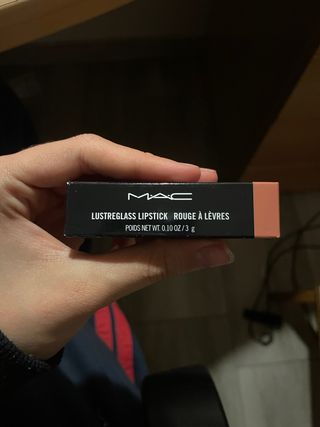 MAC
LUSTREGLASS LIPSTICK ROUGE À LÈVRES
POIDS NET WT. 0.10 OZ / 3 g